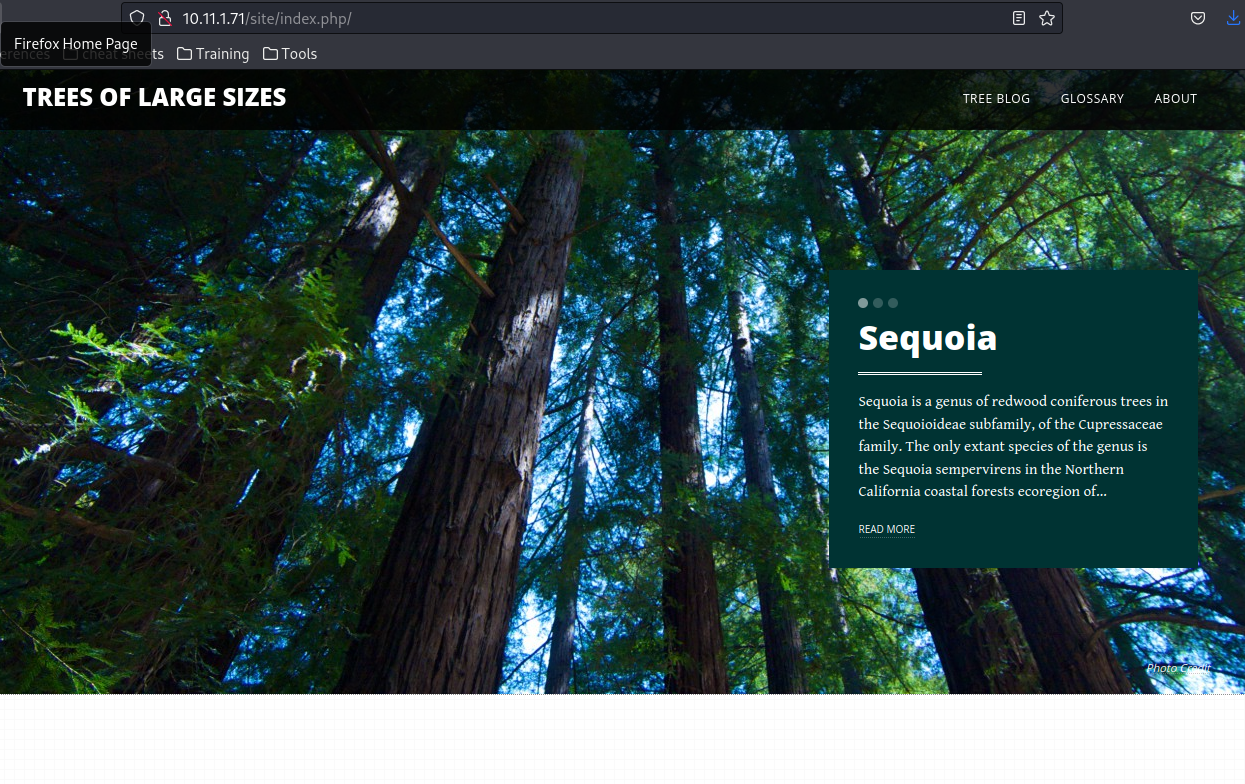 10.11.1.71/site/index.php/
Firefox Home Page
erences cheat sheets Training Tools
TREES OF LARGE SIZES
TREE BLOG GLOSSARY ABOUT
Sequoia
Sequoia is a genus of redwood coniferous trees in
the Sequoioideae subfamily, of the Cupressaceae
family. The only extant species of the genus is
the Sequoia sempervirens in the Northern
California coastal forests ecoregion of...
READ MORE
Photo Credit